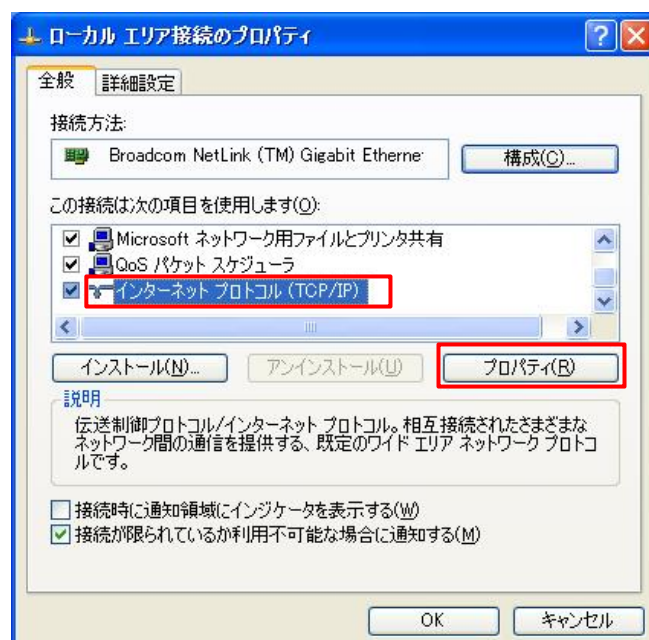 ローカル エリア接続のプロパティ
全般
詳細設定
接続方法:
Broadcom NetLink (TM) Gigabit Etherne
構成(C)...
この接続は次の項目を使用します(O):
Microsoft ネットワーク用ファイルとプリンタ共有
QoS パケット スケジューラ
インターネット プロトコル (TCP/IP)
インストール(N)...
アンインストール(U)
プロパティ(R)
説明
伝送制御プロトコル/インターネット プロトコル。相互接続されたさまざまな
ネットワーク間の通信を提供する、既定のワイド エリア ネットワーク プロトコ
ルです。
接続時に通知領域にインジケータを表示する(W)
接続が限られているか利用不可能な場合に通知する(M)
OK
キャンセル